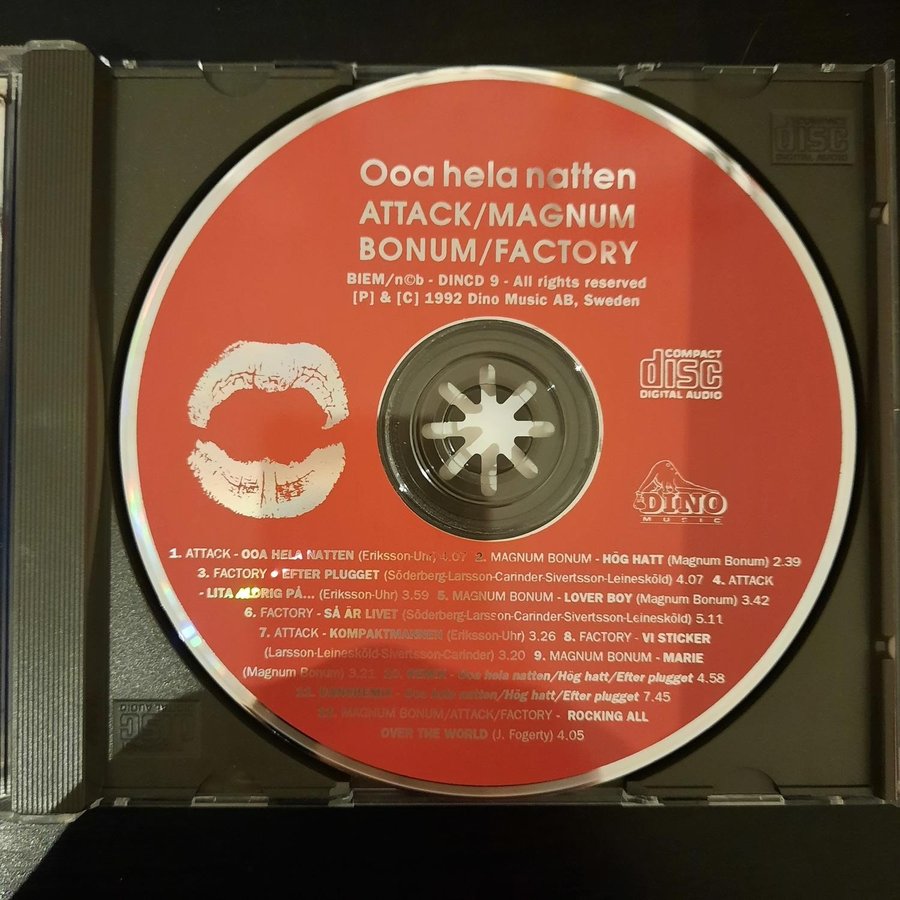 Ooa hela natten
ATTACK/MAGNUM
BONUM/FACTORY
BIEM/n©b - DINCD 9 - All rights reserved
[P] & [C] 1992 Dino Music AB, Sweden
COMPACT
disc
DIGITAL AUDIO
COMPACT
disc
DIGITAL AUDIO
DINO
MUSIC
1. ATTACK - OOA HELA NATTEN (Eriksson-Uhr) 4.07 2. MAGNUM BONUM - HÖG HATT (Magnum Bonum) 2.39
3. FACTORY - EFTER PLUGGET (Söderberg-Larsson-Carinder-Sivertsson-Leinesköld) 4.07 4. ATTACK
- LITA ALDRIG PÅ... (Eriksson-Uhr) 3.59 5. MAGNUM BONUM - LOVER BOY (Magnum Bonum) 3.42
6. FACTORY - SÅ ÄR LIVET (Söderberg-Larsson-Carinder-Sivertsson-Leinesköld) 5.11
7. ATTACK - KOMPAKTMANNEN (Eriksson-Uhr) 3.26 8. FACTORY - VI STICKER
(Larsson-Leinesköld-Sivertsson-Carinder) 3.20 9. MAGNUM BONUM - MARIE
(Magnum Bonum) 3.21 10. REMIX - Ooa hela natten/Hög hatt/Efter plugget 4.58
- Ooa hela natten/Hög hatt/Efter plugget 7.45
12. MAGNUM BONUM/ATTACK/FACTORY - ROCKING ALL
OVER THE WORLD (J. Fogerty) 4.05